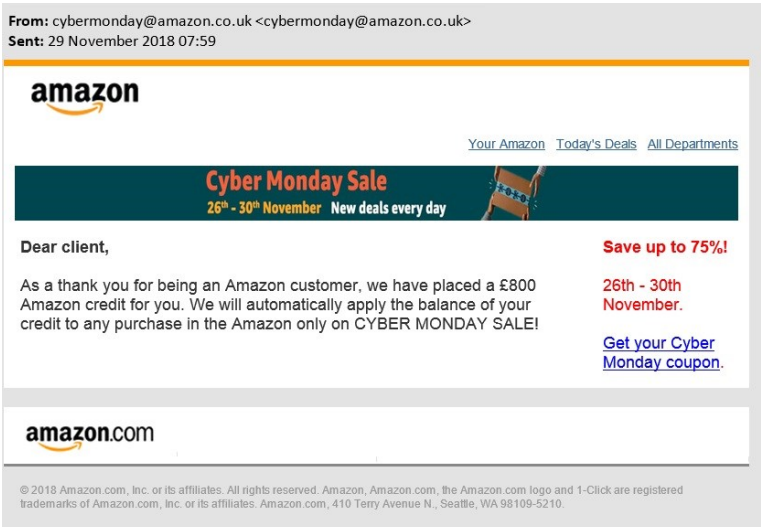 From: cybermonday@amazon.co.uk <cybermonday@amazon.co.uk>
Sent: 29 November 2018 07:59
amazon
Your Amazon Today's Deals All Departments
Cyber Monday Sale
26th - 30th November New deals every day
Dear client,
As a thank you for being an Amazon customer, we have placed a £800
Amazon credit for you. We will automatically apply the balance of your
credit to any purchase in the Amazon only on CYBER MONDAY SALE!
Save up to 75%!
26th - 30th
November.
Get your Cyber
Monday coupon.
amazon.com
© 2018 Amazon.com, Inc. or its affiliates. All rights reserved. Amazon, Amazon.com, the Amazon.com logo and 1-Click are registered
trademarks of Amazon.com, Inc. or its affiliates. Amazon.com, 410 Terry Avenue N., Seattle, WA 98109-5210.